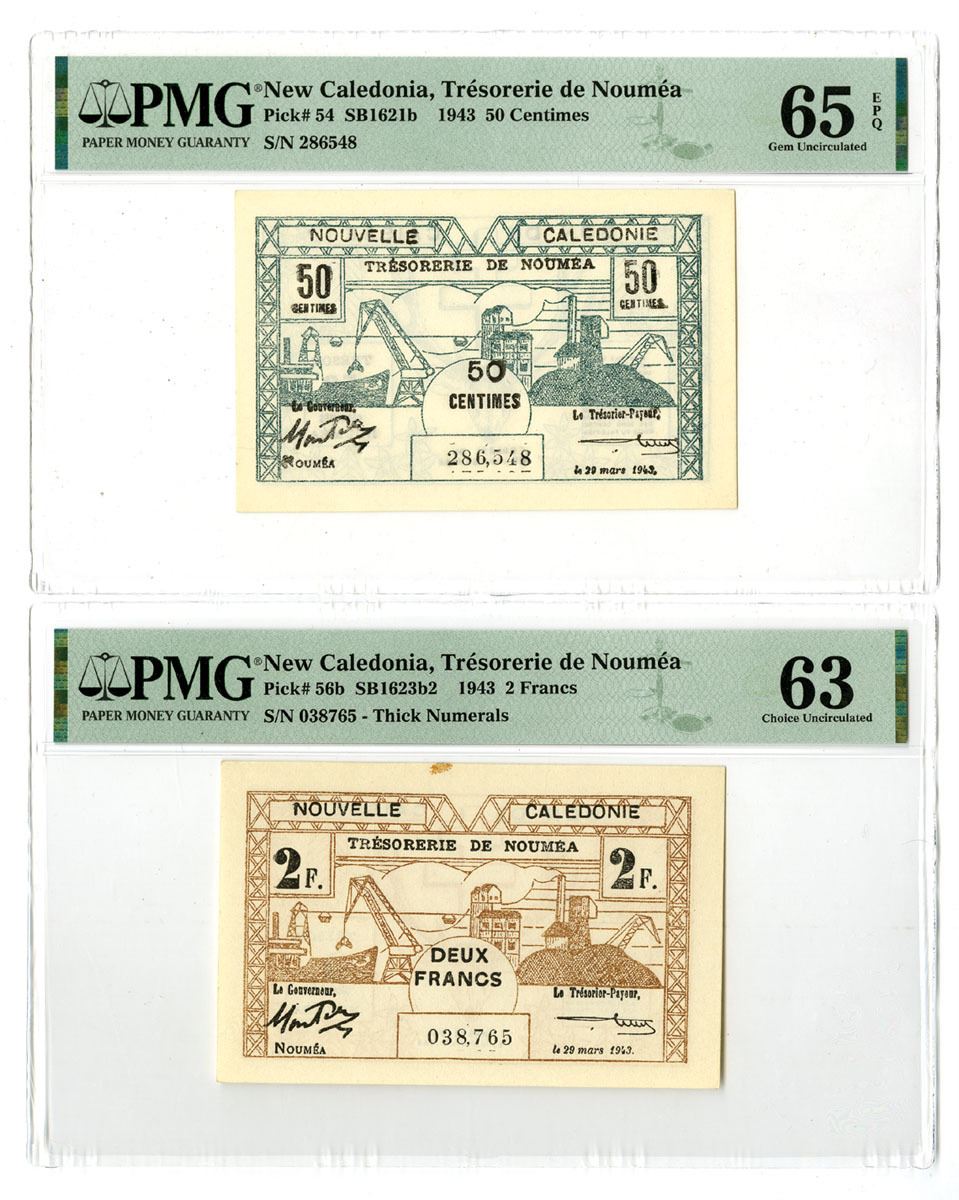 PMG® New Caledonia, Trésorerie de Nouméa
Pick# 54 SB1621b 1943 50 Centimes
PAPER MONEY GUARANTY S/N 286548
65 EPQ
Gem Uncirculated
NOUVELLE CALEDONIE
TRÉSORERIE DE NOUMÉA
50 50
CENTIMES CENTIMES
50
CENTIMES
Le Gouverneur, Le Trésorier-Payeur,
286,548
NOUMÉA le 29 mars 1943.
PMG® New Caledonia, Trésorerie de Nouméa
Pick# 56b SB1623b2 1943 2 Francs
PAPER MONEY GUARANTY S/N 038765 - Thick Numerals
63
Choice Uncirculated
NOUVELLE CALEDONIE
TRÉSORERIE DE NOUMÉA
2F. 2F.
DEUX
FRANCS
Le Gouverneur, Le Trésorier-Payeur,
038,765
NOUMÉA le 29 mars 1943.